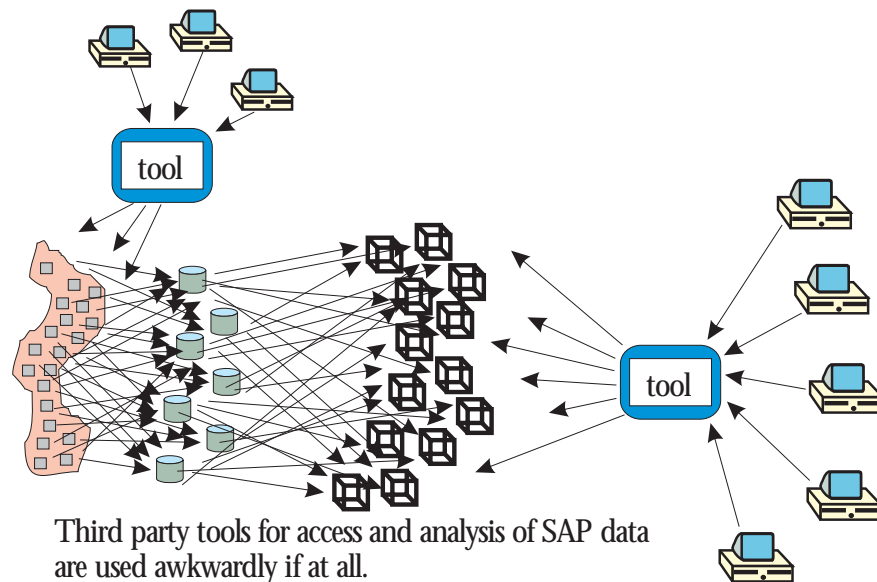 tool
tool
Third party tools for access and analysis of SAP data
are used awkwardly if at all.